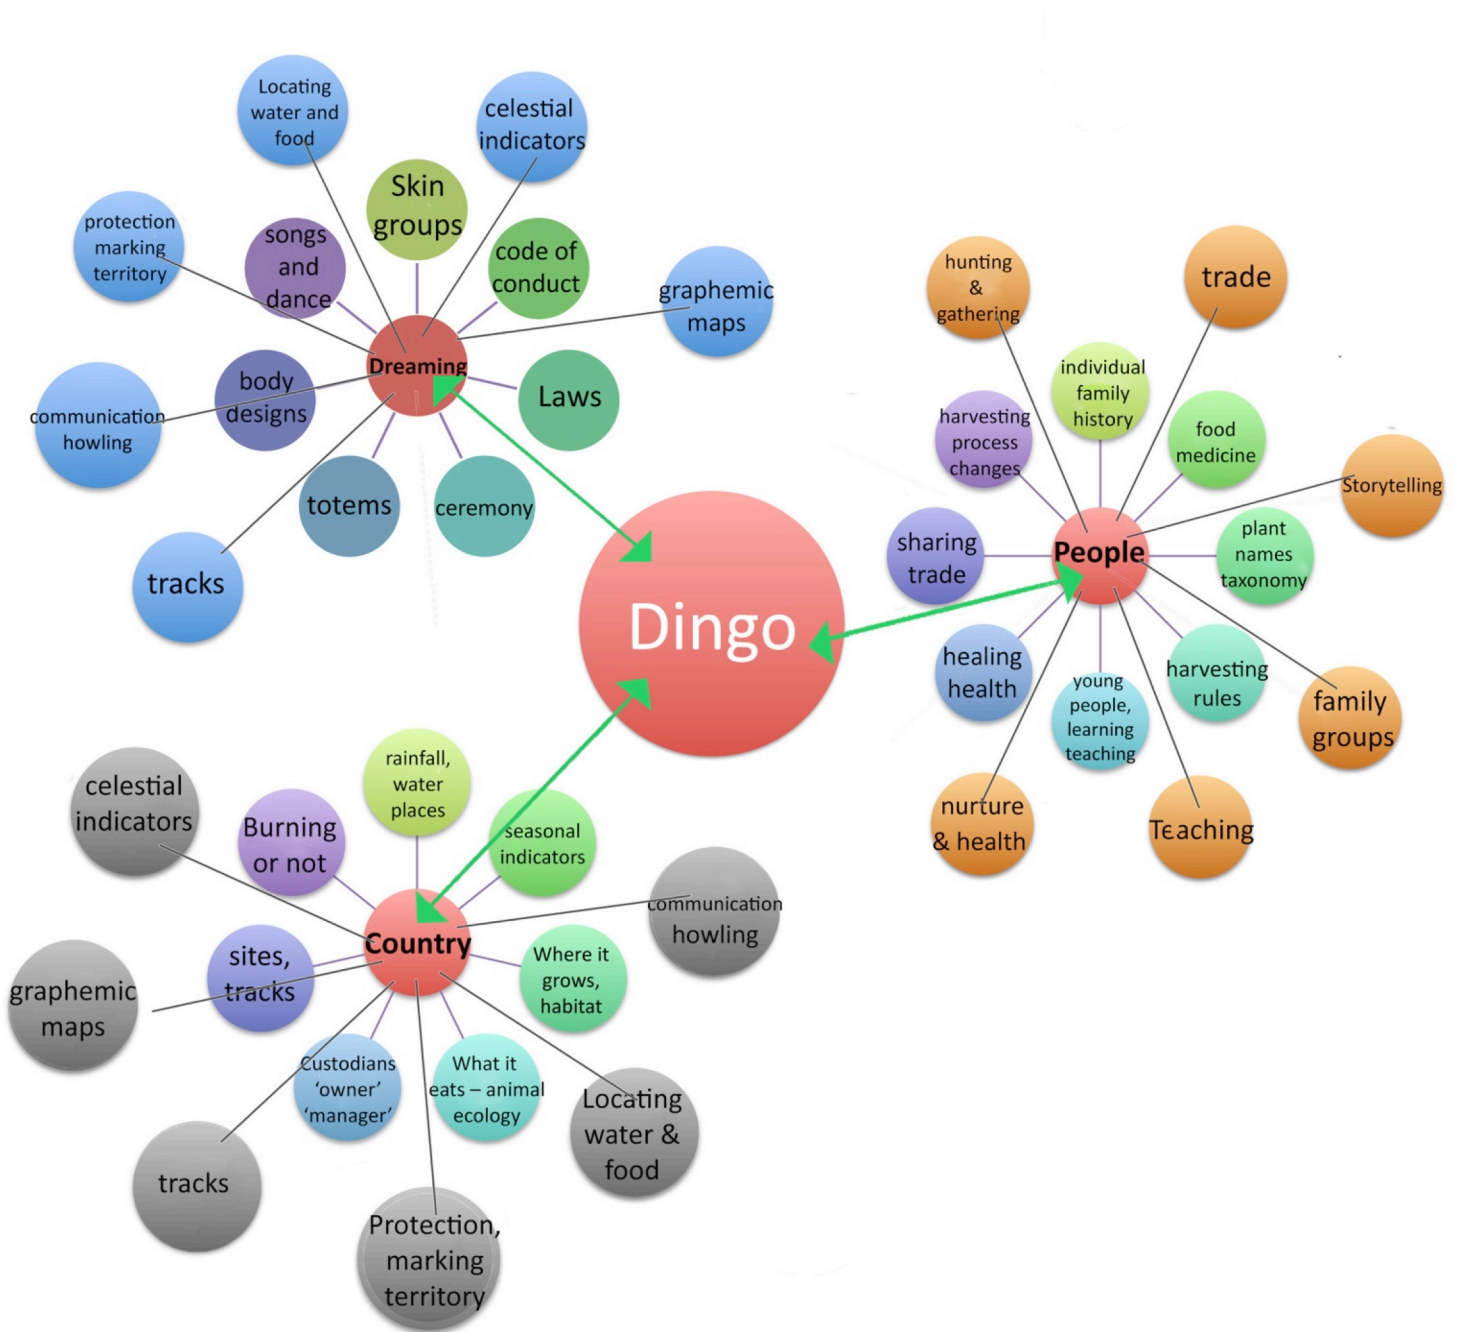 Locating
water and
food
celestial
indicators
Skin
groups
protection
marking
territory
songs
and
dance
code of
conduct
graphemic
maps
Dreaming
communication
howling
body
designs
Laws
totems
ceremony
tracks
Dingo
hunting
&
gathering
trade
individual
family
history
harvesting
process
changes
food
medicine
Storytelling
sharing
trade
People
plant
names
taxonomy
healing
health
young
people,
learning
teaching
harvesting
rules
family
groups
nurture
& health
Teaching
celestial
indicators
rainfall,
water
places
Burning
or not
seasonal
indicators
communication
howling
Country
sites,
tracks
Where it
grows,
habitat
graphemic
maps
Custodians
‘owner’
‘manager’
What it
eats – animal
ecology
Locating
water &
food
tracks
Protection,
marking
territory